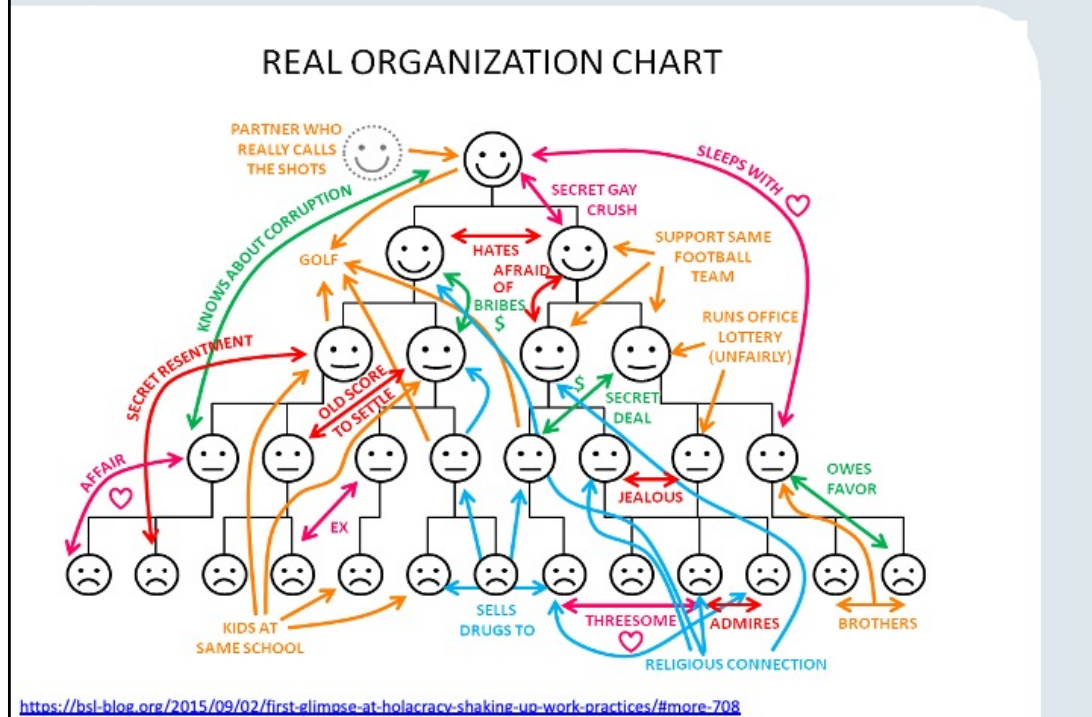 REAL ORGANIZATION CHART
PARTNER WHO
REALLY CALLS
THE SHOTS
SLEEPS WITH
SECRET GAY
CRUSH
KNOWS ABOUT CORRUPTION
HATES
SUPPORT SAME
FOOTBALL
TEAM
GOLF
AFRAID
OF
BRIBES
$
RUNS OFFICE
LOTTERY
(UNFAIRLY)
SECRET RESENTMENT
OLD SCORE
TO SETTLE
$
SECRET
DEAL
AFFAIR
OWES
FAVOR
JEALOUS
EX
SELLS
DRUGS TO
THREESOME
ADMIRES
BROTHERS
KIDS AT
SAME SCHOOL
RELIGIOUS CONNECTION
https://bsl-blog.org/2015/09/02/first-glimpse-at-holacracy-shaking-up-work-practices/#more-708